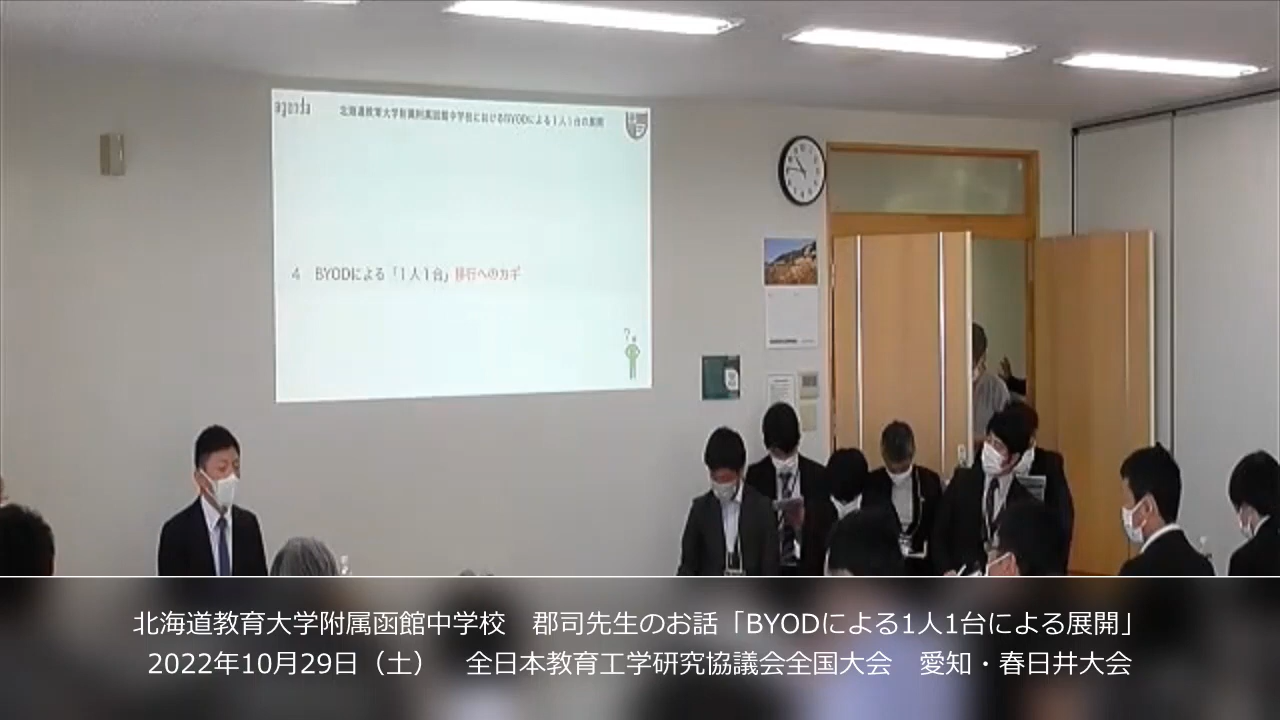 agenda
北海道教育大学附属函館中学校におけるBYODによる1人1台の展開
4 BYODによる「1人1台」移行へのカギ
北海道教育大学附属函館中学校　郡司先生のお話「BYODによる1人1台による展開」
2022年10月29日（土）　全日本教育工学研究協議会全国大会　愛知・春日井大会